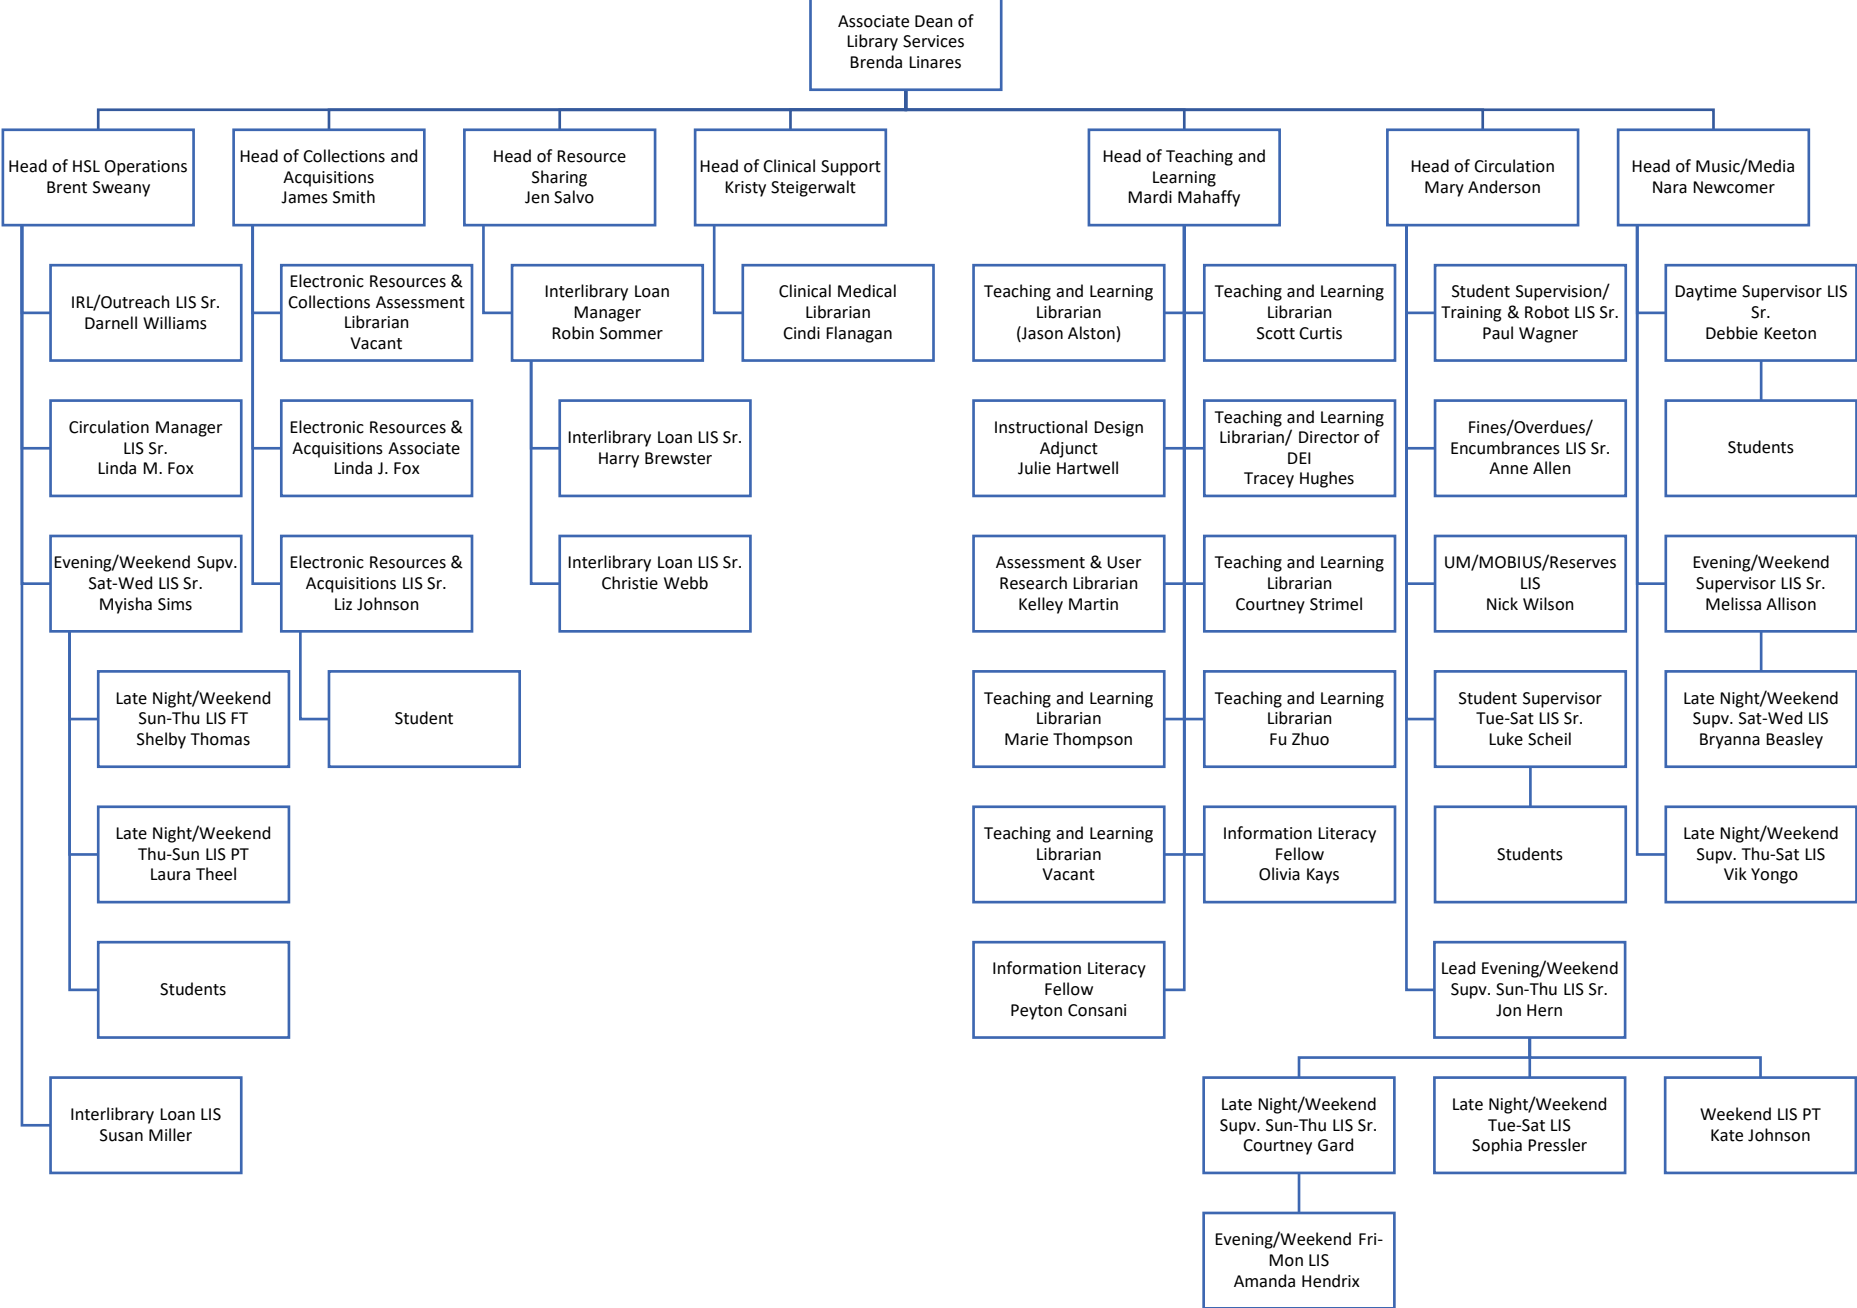 Associate Dean of
Library Services
Brenda Linares
Head of HSL Operations
Brent Sweany
Head of Collections and
Acquisitions
James Smith
Head of Resource
Sharing
Jen Salvo
Head of Clinical Support
Kristy Steigerwalt
Head of Teaching and
Learning
Mardi Mahaffy
Head of Circulation
Mary Anderson
Head of Music/Media
Nara Newcomer
IRL/Outreach LIS Sr.
Darnell Williams
Electronic Resources &
Collections Assessment
Librarian
Vacant
Interlibrary Loan
Manager
Robin Sommer
Clinical Medical
Librarian
Cindi Flanagan
Teaching and Learning
Librarian
(Jason Alston)
Teaching and Learning
Librarian
Scott Curtis
Student Supervision/
Training & Robot LIS Sr.
Paul Wagner
Daytime Supervisor LIS
Sr.
Debbie Keeton
Circulation Manager
LIS Sr.
Linda M. Fox
Electronic Resources &
Acquisitions Associate
Linda J. Fox
Interlibrary Loan LIS Sr.
Harry Brewster
Instructional Design
Adjunct
Julie Hartwell
Teaching and Learning
Librarian/ Director of
DEI
Tracey Hughes
Fines/Overdues/
Encumbrances LIS Sr.
Anne Allen
Students
Evening/Weekend Supv.
Sat-Wed LIS Sr.
Myisha Sims
Electronic Resources &
Acquisitions LIS Sr.
Liz Johnson
Interlibrary Loan LIS Sr.
Christie Webb
Assessment & User
Research Librarian
Kelley Martin
Teaching and Learning
Librarian
Courtney Strimel
UM/MOBIUS/Reserves
LIS
Nick Wilson
Evening/Weekend
Supervisor LIS Sr.
Melissa Allison
Late Night/Weekend
Sun-Thu LIS FT
Shelby Thomas
Student
Teaching and Learning
Librarian
Marie Thompson
Teaching and Learning
Librarian
Fu Zhuo
Student Supervisor
Tue-Sat LIS Sr.
Luke Scheil
Late Night/Weekend
Supv. Sat-Wed LIS
Bryanna Beasley
Late Night/Weekend
Thu-Sun LIS PT
Laura Theel
Teaching and Learning
Librarian
Vacant
Information Literacy
Fellow
Olivia Kays
Students
Late Night/Weekend
Supv. Thu-Sat LIS
Vik Yongo
Students
Information Literacy
Fellow
Peyton Consani
Lead Evening/Weekend
Supv. Sun-Thu LIS Sr.
Jon Hern
Interlibrary Loan LIS
Susan Miller
Late Night/Weekend
Supv. Sun-Thu LIS Sr.
Courtney Gard
Late Night/Weekend
Tue-Sat LIS
Sophia Pressler
Weekend LIS PT
Kate Johnson
Evening/Weekend Fri-
Mon LIS
Amanda Hendrix